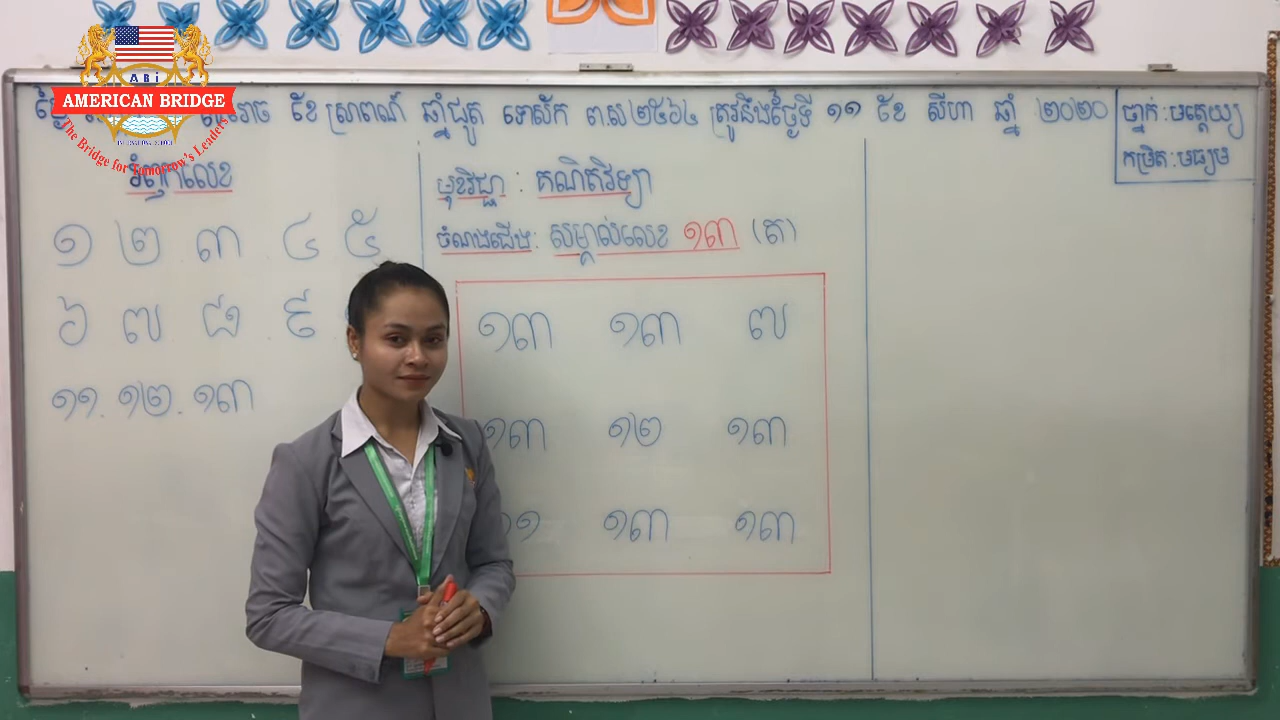 ABi
AMERICAN BRIDGE
INTERNATIONAL SCHOOL
The Bridge for Tomorrow's Leaders
ខែ ស្រាពណ៍ ឆ្នាំជូត ទោស័ក ព.ស ២៥៦៤ ត្រូវនឹងថ្ងៃទី ១១ ខែ សីហា ឆ្នាំ ២០២០
ថ្នាក់ : មត្តេយ្យ
កម្រិត : មធ្យម
រំឭកលេខ
១ ២ ៣ ៤ ៥
៦ ៧ ៨ ៩
១១ ១២ ១៣
មុខវិជ្ជា : គណិតវិទ្យា
ចំណងជើង : សម្គាល់លេខ ១៣ (ត)
១៣ ១៣ ៧
១៣ ១២ ១៣
១៣ ១៣